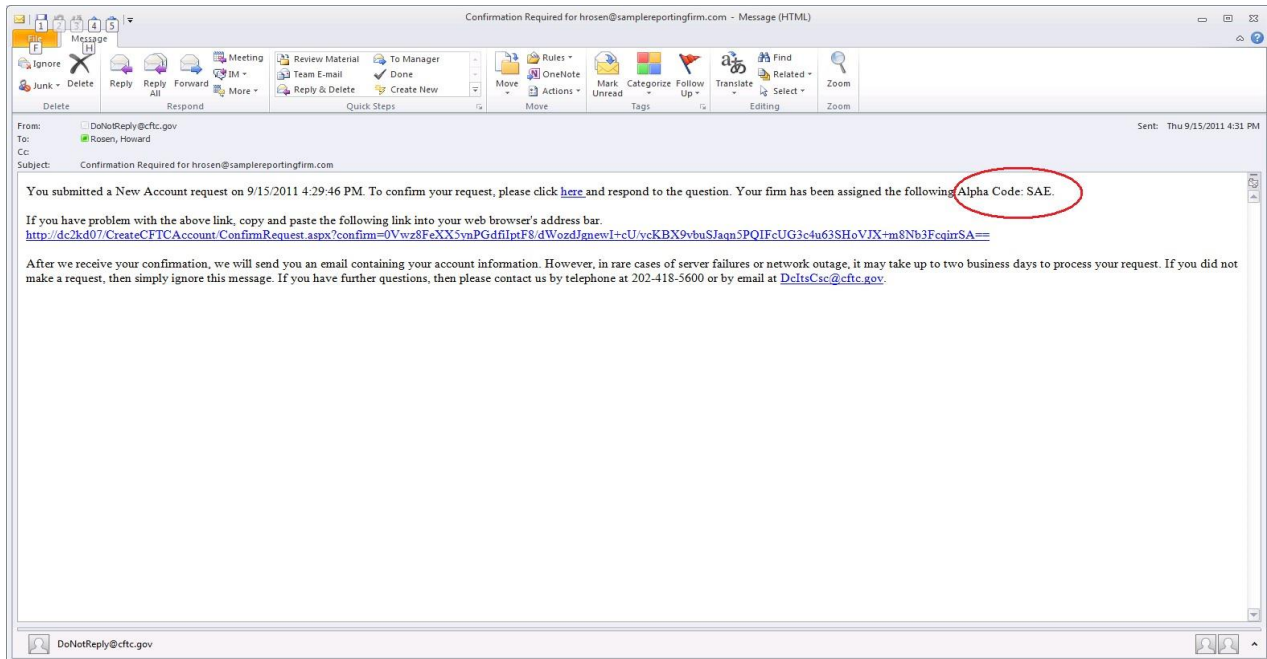 Confirmation Required for hrosen@samplereportingfirm.com - Message (HTML)
1 2 3 4 5
File Message
F H
Ignore Delete Reply Reply All Forward Meeting Review Material To Manager Move Rules Mark Unread Categorize Follow Up Translate Find Zoom
IM Team E-mail Done OneNote Related
Junk More Reply & Delete Create New Actions Select
Delete Respond Quick Steps Move Tags Editing Zoom
From: DoNotReply@cftc.gov Sent: Thu 9/15/2011 4:31 PM
To: Rosen, Howard
Cc:
Subject: Confirmation Required for hrosen@samplereportingfirm.com
You submitted a New Account request on 9/15/2011 4:29:46 PM. To confirm your request, please click here and respond to the question. Your firm has been assigned the following Alpha Code: SAE.
If you have problem with the above link, copy and paste the following link into your web browser's address bar.
http://dc2kd07/CreateCFTCAccount/ConfirmRequest.aspx?confirm=0Vwz8FeXX5ynPGdfiIptF8/dWozdJgnewI+cU/ycKBX9vbuSJaqn5PQIFcUG3c4u63SHoVJX+m8Nb3FcqirrSA==
After we receive your confirmation, we will send you an email containing your account information. However, in rare cases of server failures or network outage, it may take up to two business days to process your request. If you did not
make a request, then simply ignore this message. If you have further questions, then please contact us by telephone at 202-418-5600 or by email at DcItsCsc@cftc.gov.
DoNotReply@cftc.gov